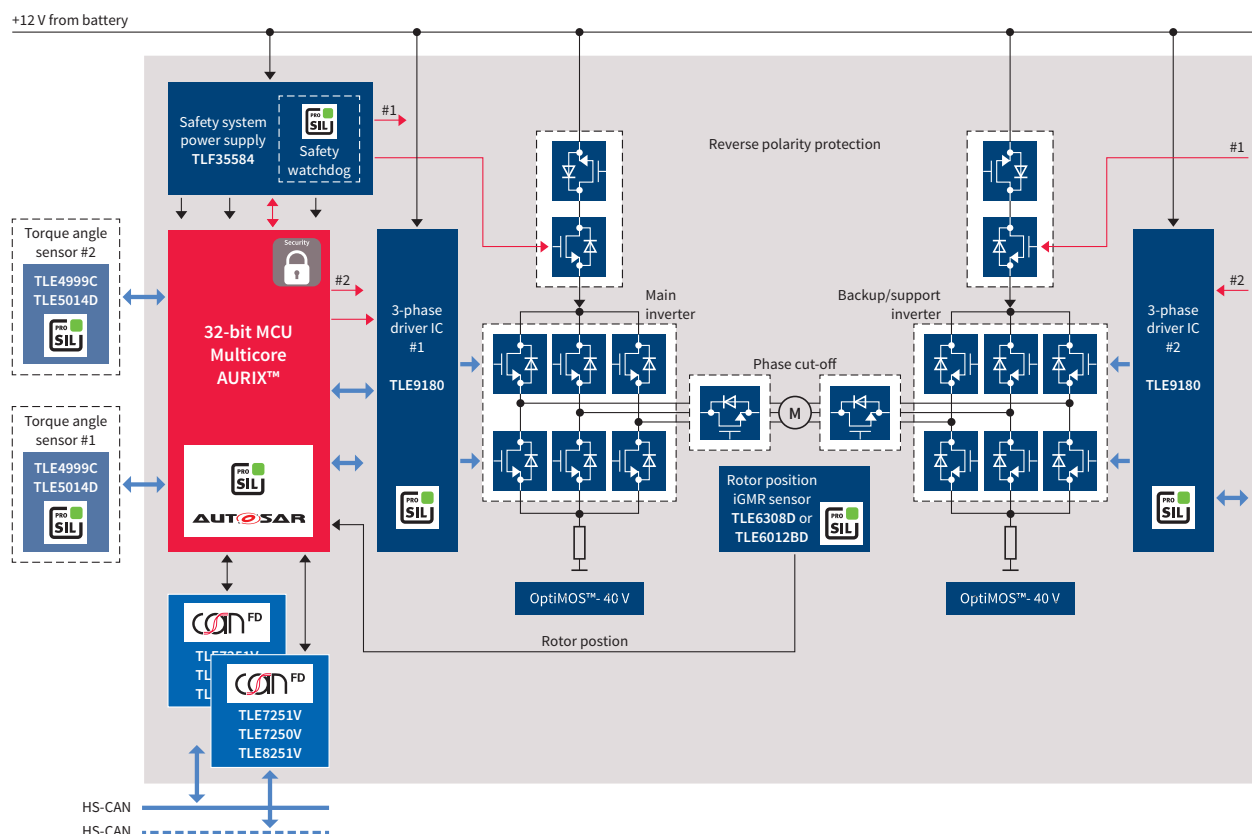 +12 V from battery
Safety system
power supply
TLF35584
PRO
SIL
Safety
watchdog
#1
Reverse polarity protection
#1
Torque angle
sensor #2
TLE4999C
TLE5014D
PRO
SIL
Security
#2
32-bit MCU
Multicore
AURIX™
PRO
SIL
AUTOSAR
3-phase
driver IC
#1
TLE9180
PRO
SIL
Main
inverter
Backup/support
inverter
Phase cut-off
M
#2
3-phase
driver IC
#2
TLE9180
PRO
SIL
Torque angle
sensor #1
TLE4999C
TLE5014D
PRO
SIL
Rotor position
iGMR sensor
TLE6308D or
TLE6012BD
PRO
SIL
OptiMOS™- 40 V
OptiMOS™- 40 V
Rotor postion
CAN FD
TLE7251V
TL
TL
CAN FD
TLE7251V
TLE7250V
TLE8251V
HS-CAN
HS-CAN